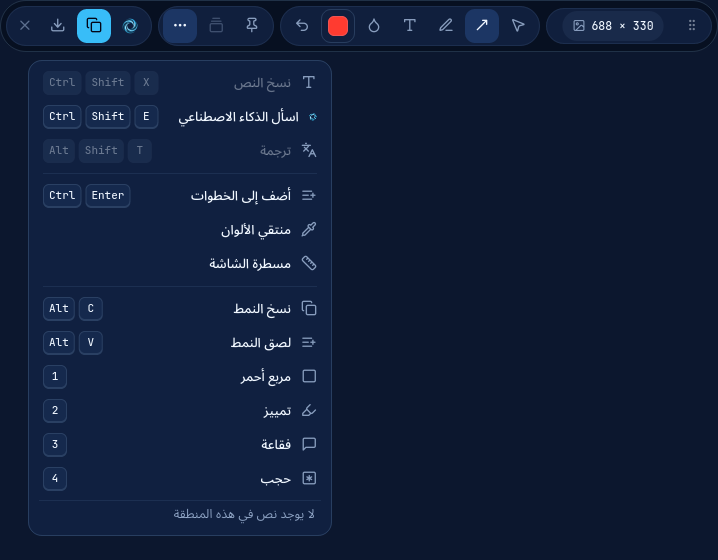 688 × 330
نسخ النص Ctrl Shift X
اسأل الذكاء الاصطناعي Ctrl Shift E
ترجمة Alt Shift T
أضف إلى الخطوات Ctrl Enter
منتقي الألوان
مسطرة الشاشة
نسخ النمط Alt C
لصق النمط Alt V
مربع أحمر 1
تمييز 2
فقاعة 3
حجب 4
لا يوجد نص في هذه المنطقة